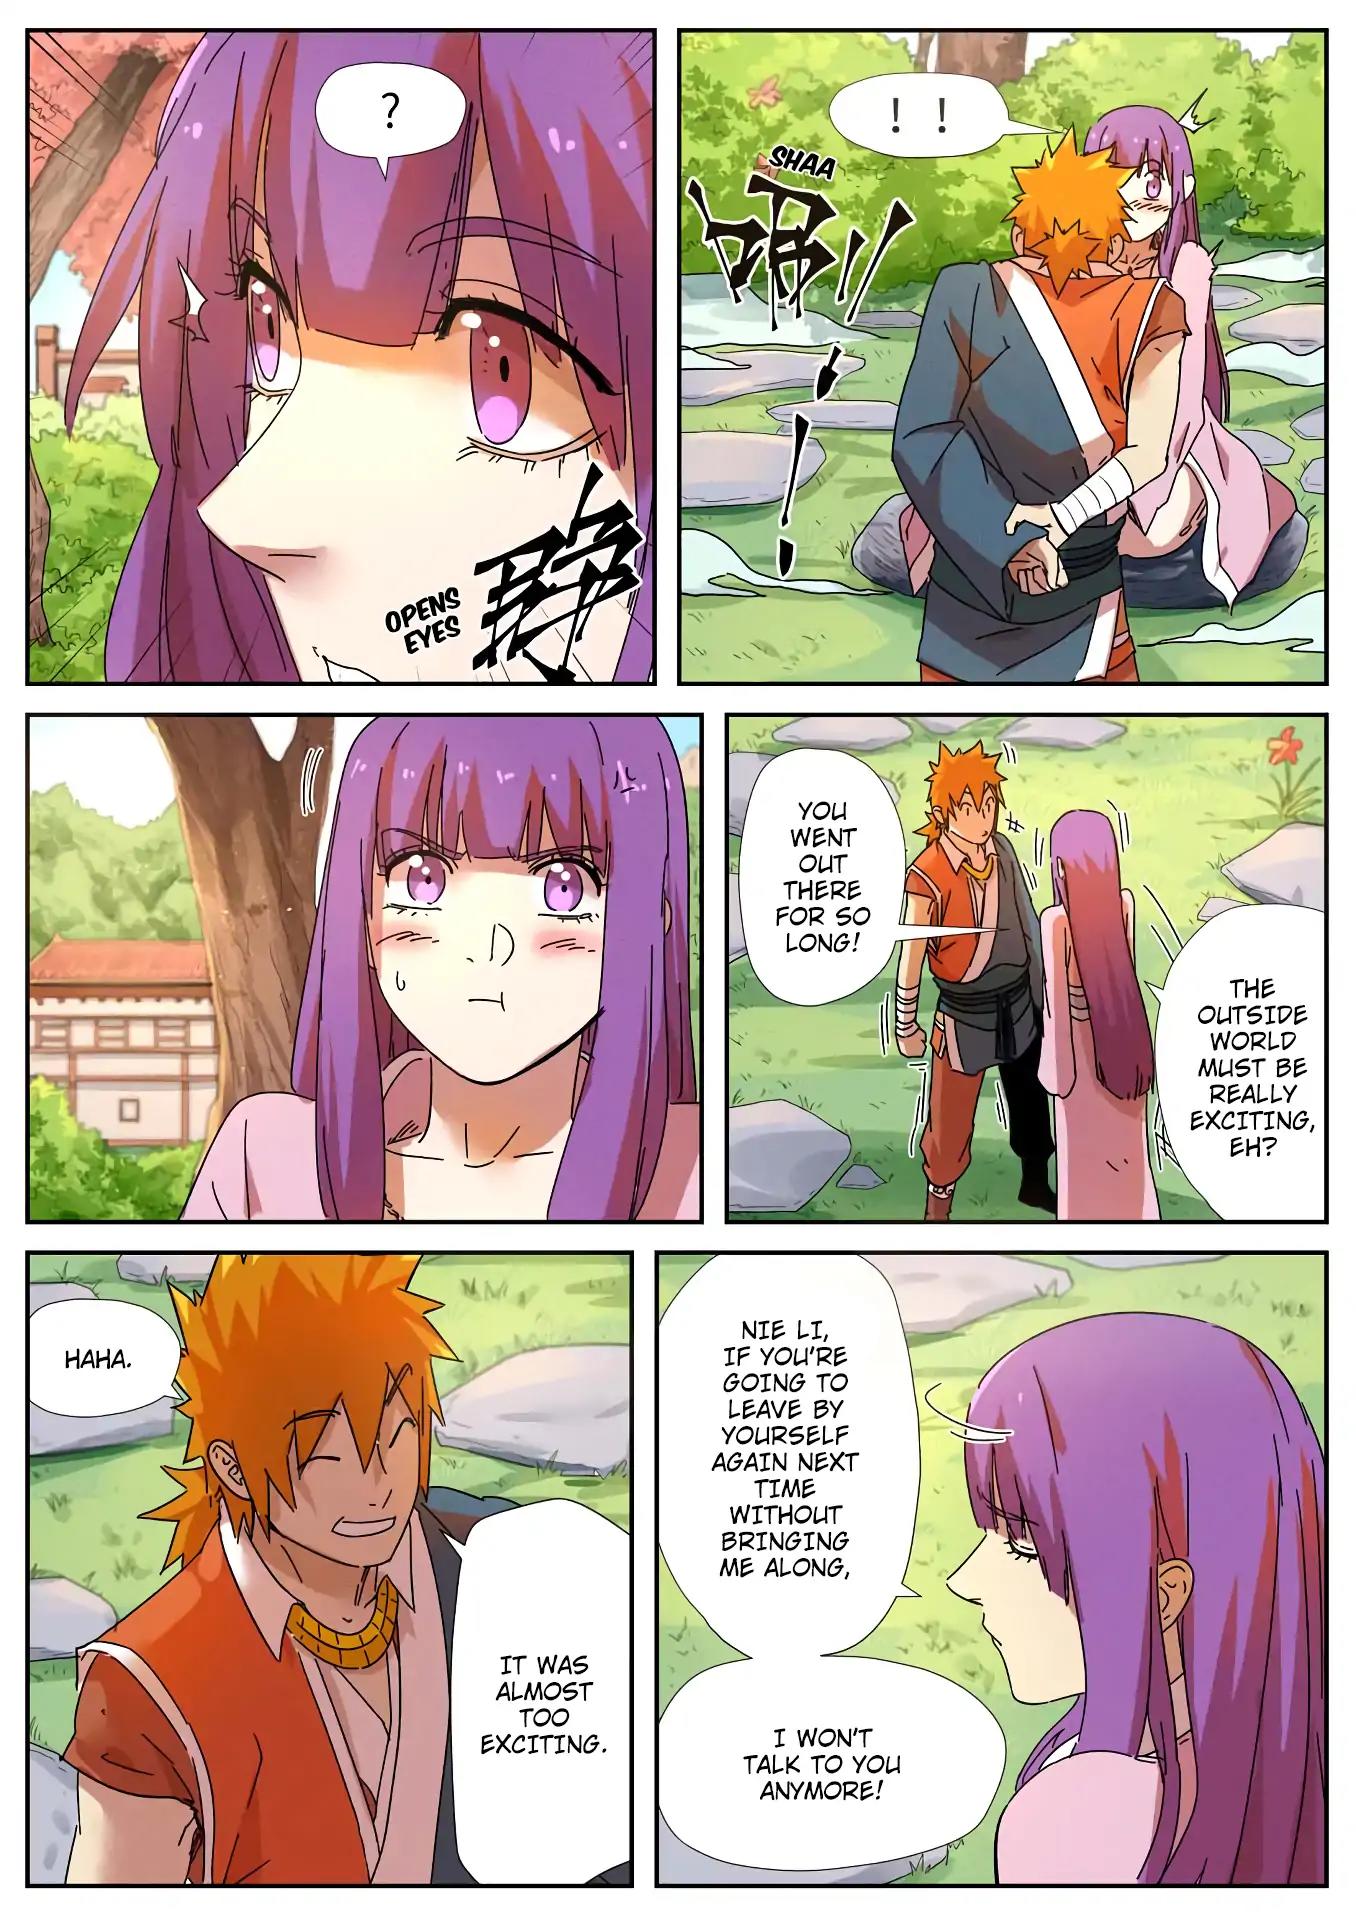 ?
OPENS
EYES
睁
！！
SHAA
唰
YOU
WENT
OUT
THERE
FOR SO
LONG!
THE
OUTSIDE
WORLD
MUST BE
REALLY
EXCITING,
EH?
HAHA.
IT WAS
ALMOST
TOO
EXCITING.
NIE LI,
IF YOU'RE
GOING TO
LEAVE BY
YOURSELF
AGAIN NEXT
TIME
WITHOUT
BRINGING
ME ALONG,
I WON'T
TALK TO YOU
ANYMORE!